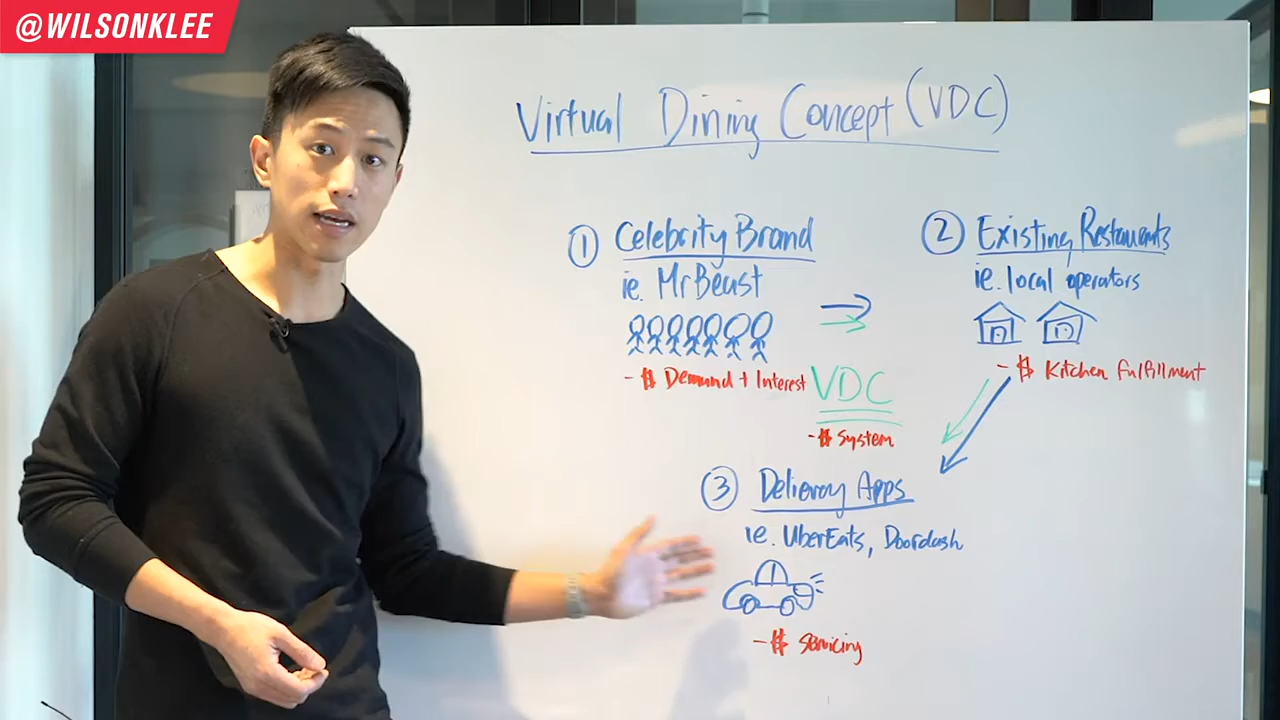 @WILSONKLEE
Virtual Dining Concept (VDC)
① Celebrity Brand
ie. MrBeast
- $ Demand + Interest
② Existing Restaurants
ie. local operators
- $ Kitchen fulfillment
VDC
- $ System
③ Delievey Apps
ie. UberEats, Doordash
- $ Servicing